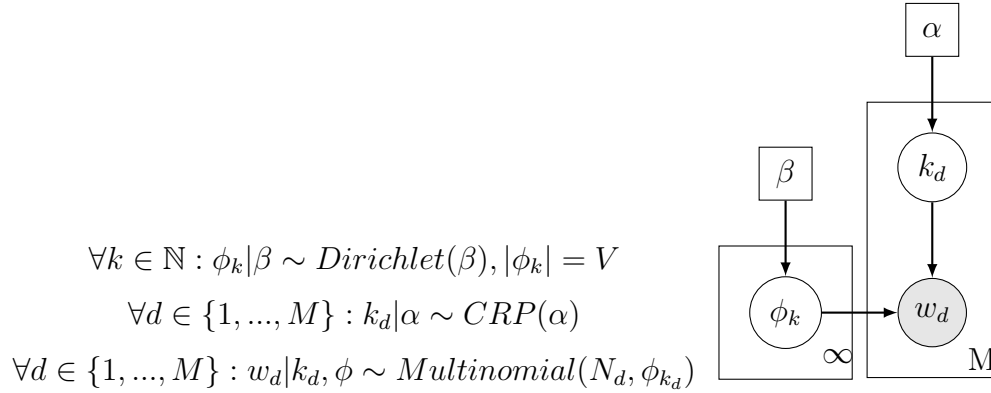 α
k_d
β
∀k ∈ ℕ : ϕ_k|β ∼ Dirichlet(β), |ϕ_k| = V
∀d ∈ {1, ..., M} : k_d|α ∼ CRP(α)
ϕ_k
w_d
∞
M
∀d ∈ {1, ..., M} : w_d|k_d, ϕ ∼ Multinomial(N_d, ϕ_{k_d})